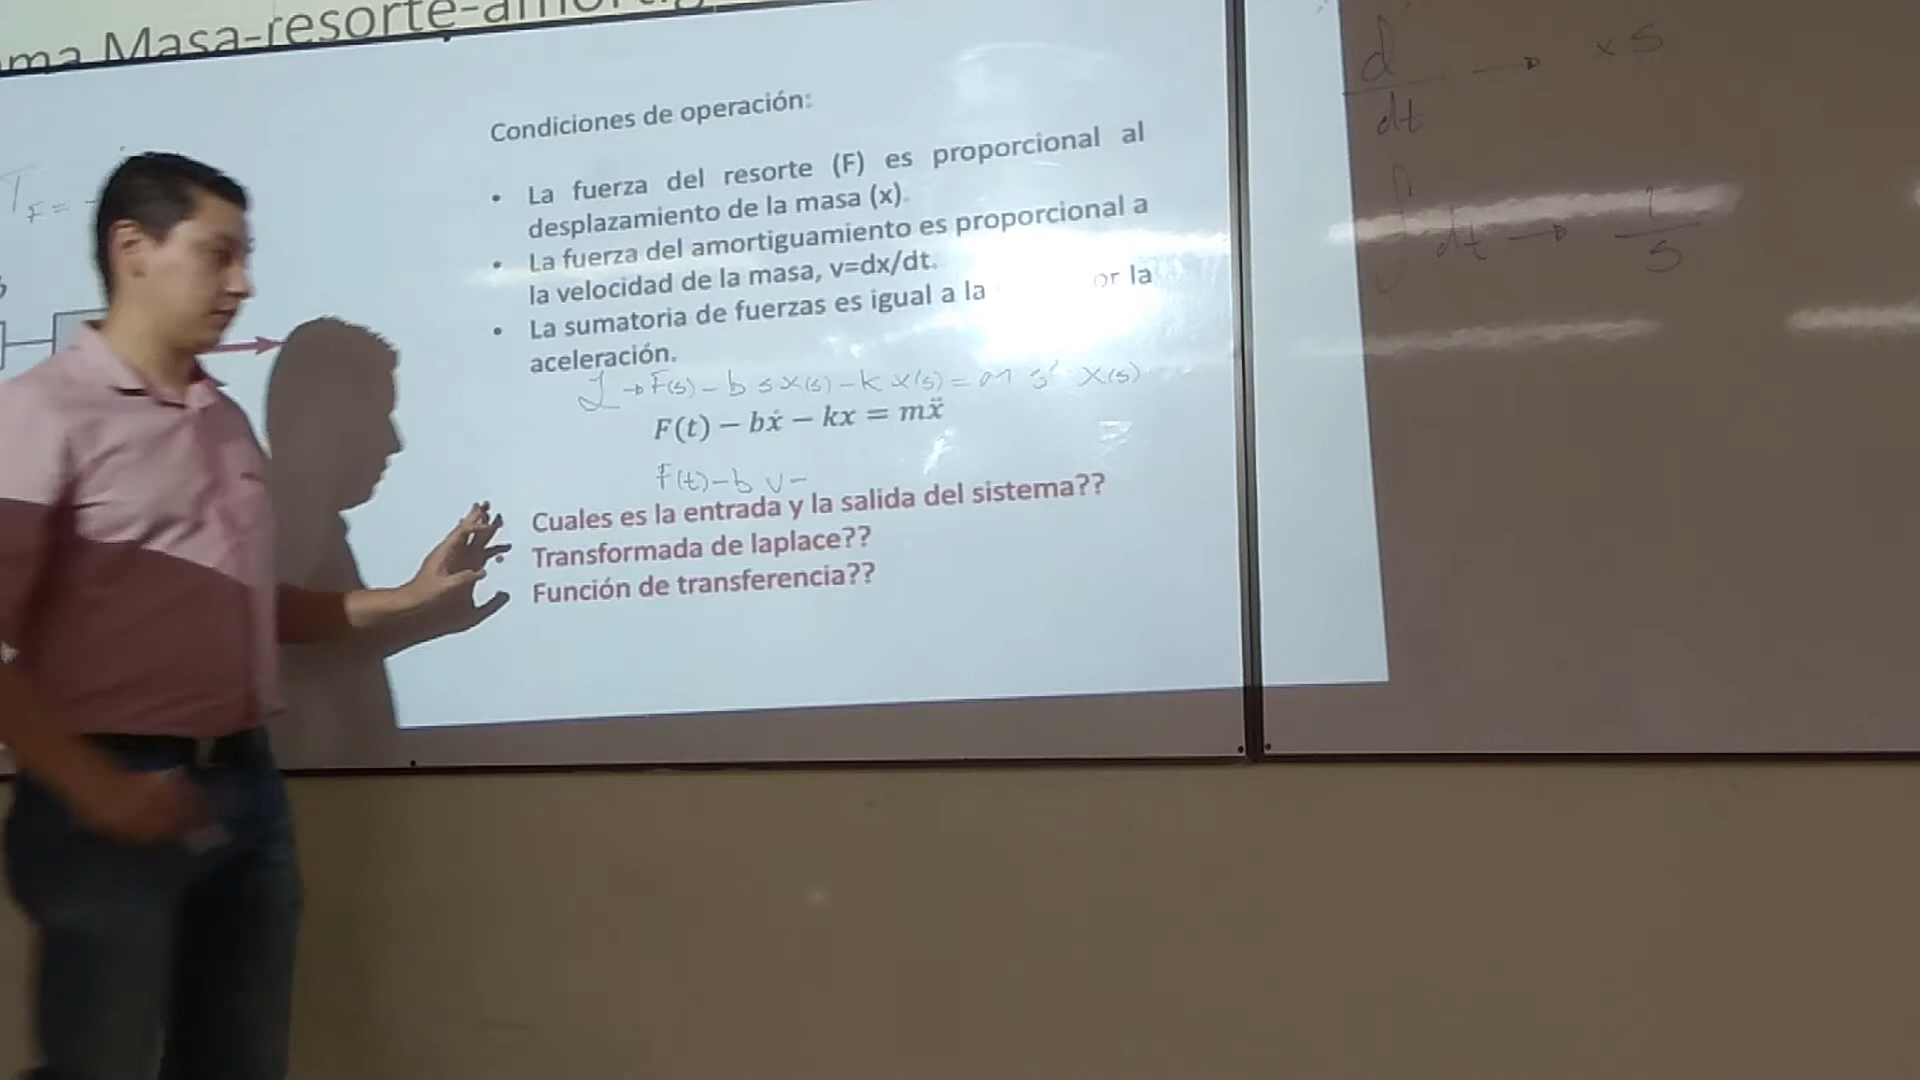 Masa-resorte-
Condiciones de operación:
• La fuerza del resorte (F) es proporcional al
desplazamiento de la masa (x).
• La fuerza del amortiguamiento es proporcional a
la velocidad de la masa, v=dx/dt.
• La sumatoria de fuerzas es igual a la or la
aceleración.
F(s) - b s X(s) - k X(s) = m s² X(s)
F(t) − bẋ − kx = mẍ
F(t) - b v -
Cuales es la entrada y la salida del sistema??
• Transformada de laplace??
Función de transferencia??
d/dt → x s
∫ dt → 1/s